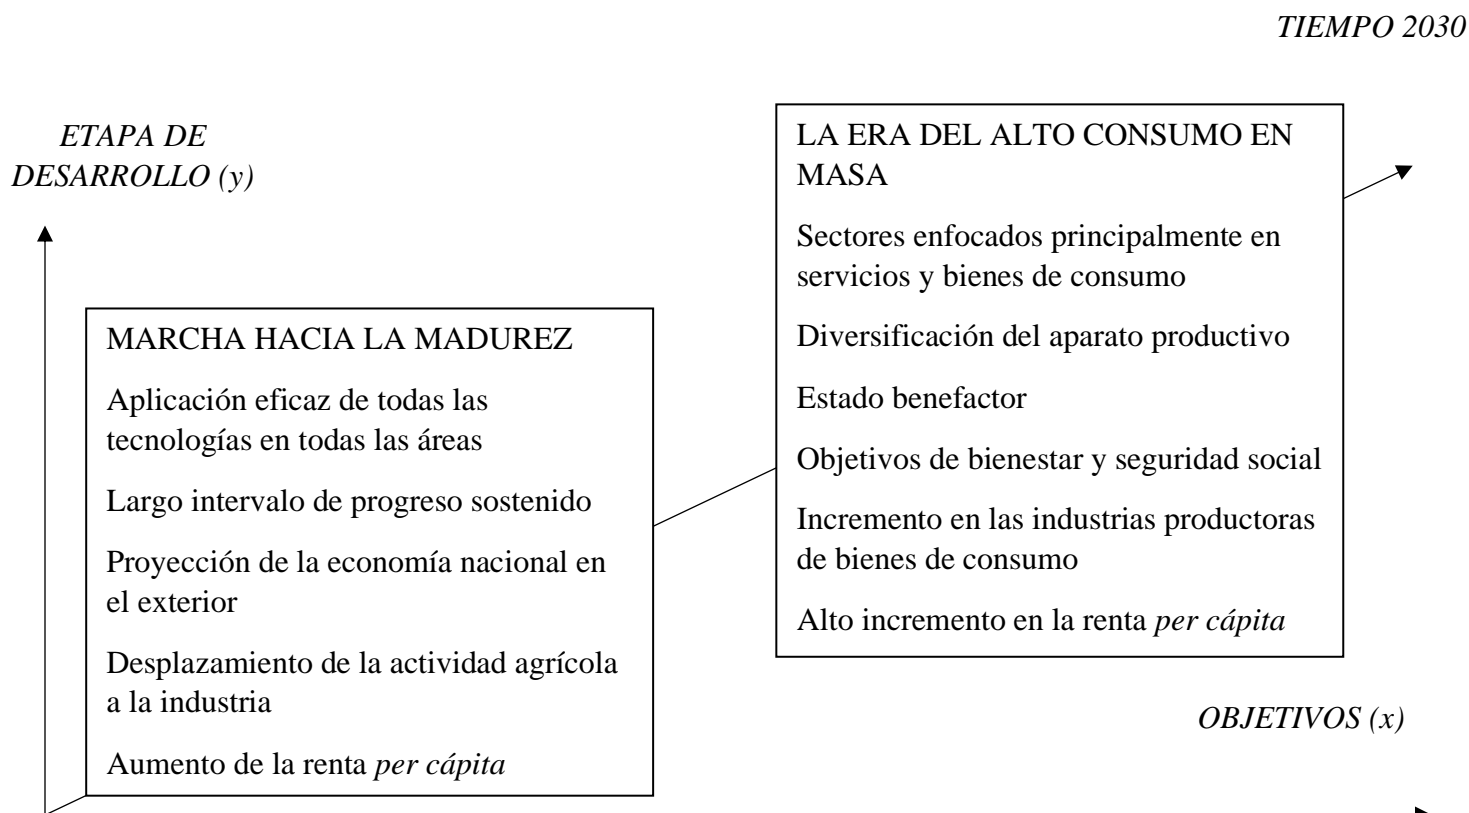 TIEMPO 2030
ETAPA DE
DESARROLLO (y)
LA ERA DEL ALTO CONSUMO EN
MASA
Sectores enfocados principalmente en
servicios y bienes de consumo
Diversificación del aparato productivo
Estado benefactor
Objetivos de bienestar y seguridad social
Incremento en las industrias productoras
de bienes de consumo
Alto incremento en la renta per cápita
MARCHA HACIA LA MADUREZ
Aplicación eficaz de todas las
tecnologías en todas las áreas
Largo intervalo de progreso sostenido
Proyección de la economía nacional en
el exterior
Desplazamiento de la actividad agrícola
a la industria
Aumento de la renta per cápita
OBJETIVOS (x)